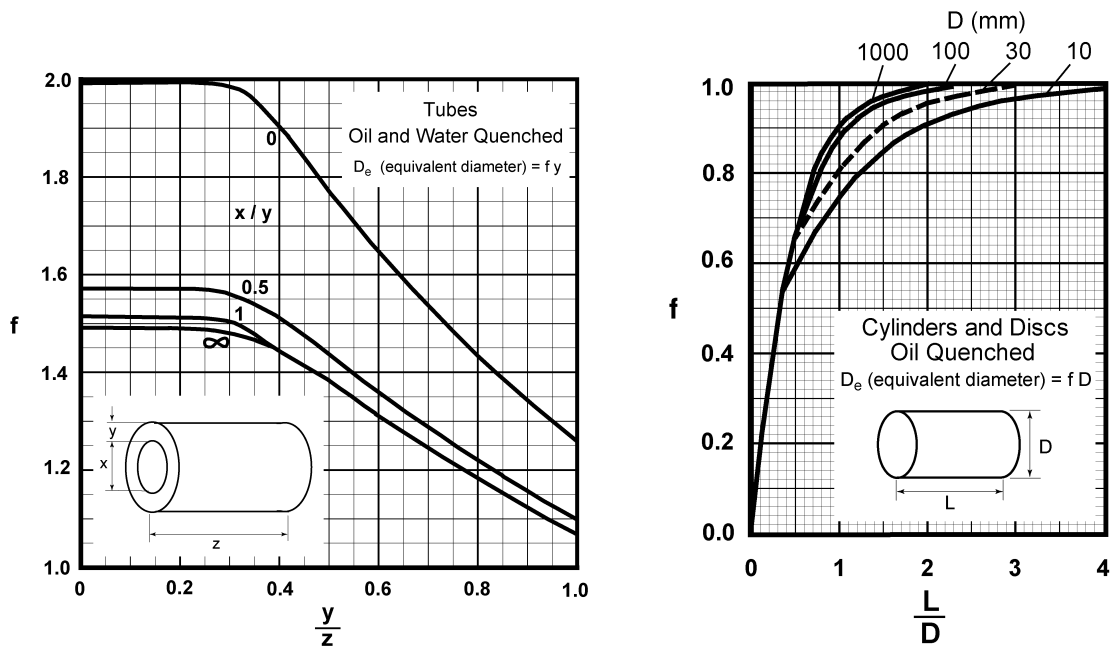 2.0
1.8
1.6
1.4
1.2
1.0
f
0
0.2
0.4
0.6
0.8
1.0
y
z
Tubes
Oil and Water Quenched
De (equivalent diameter) = f y
x / y
0
0.5
1
∞
y
x
z
D (mm)
1000
100
30
10
1.0
0.8
0.6
0.4
0.2
0.0
f
0
1
2
3
4
L
D
Cylinders and Discs
Oil Quenched
De (equivalent diameter) = f D
D
L